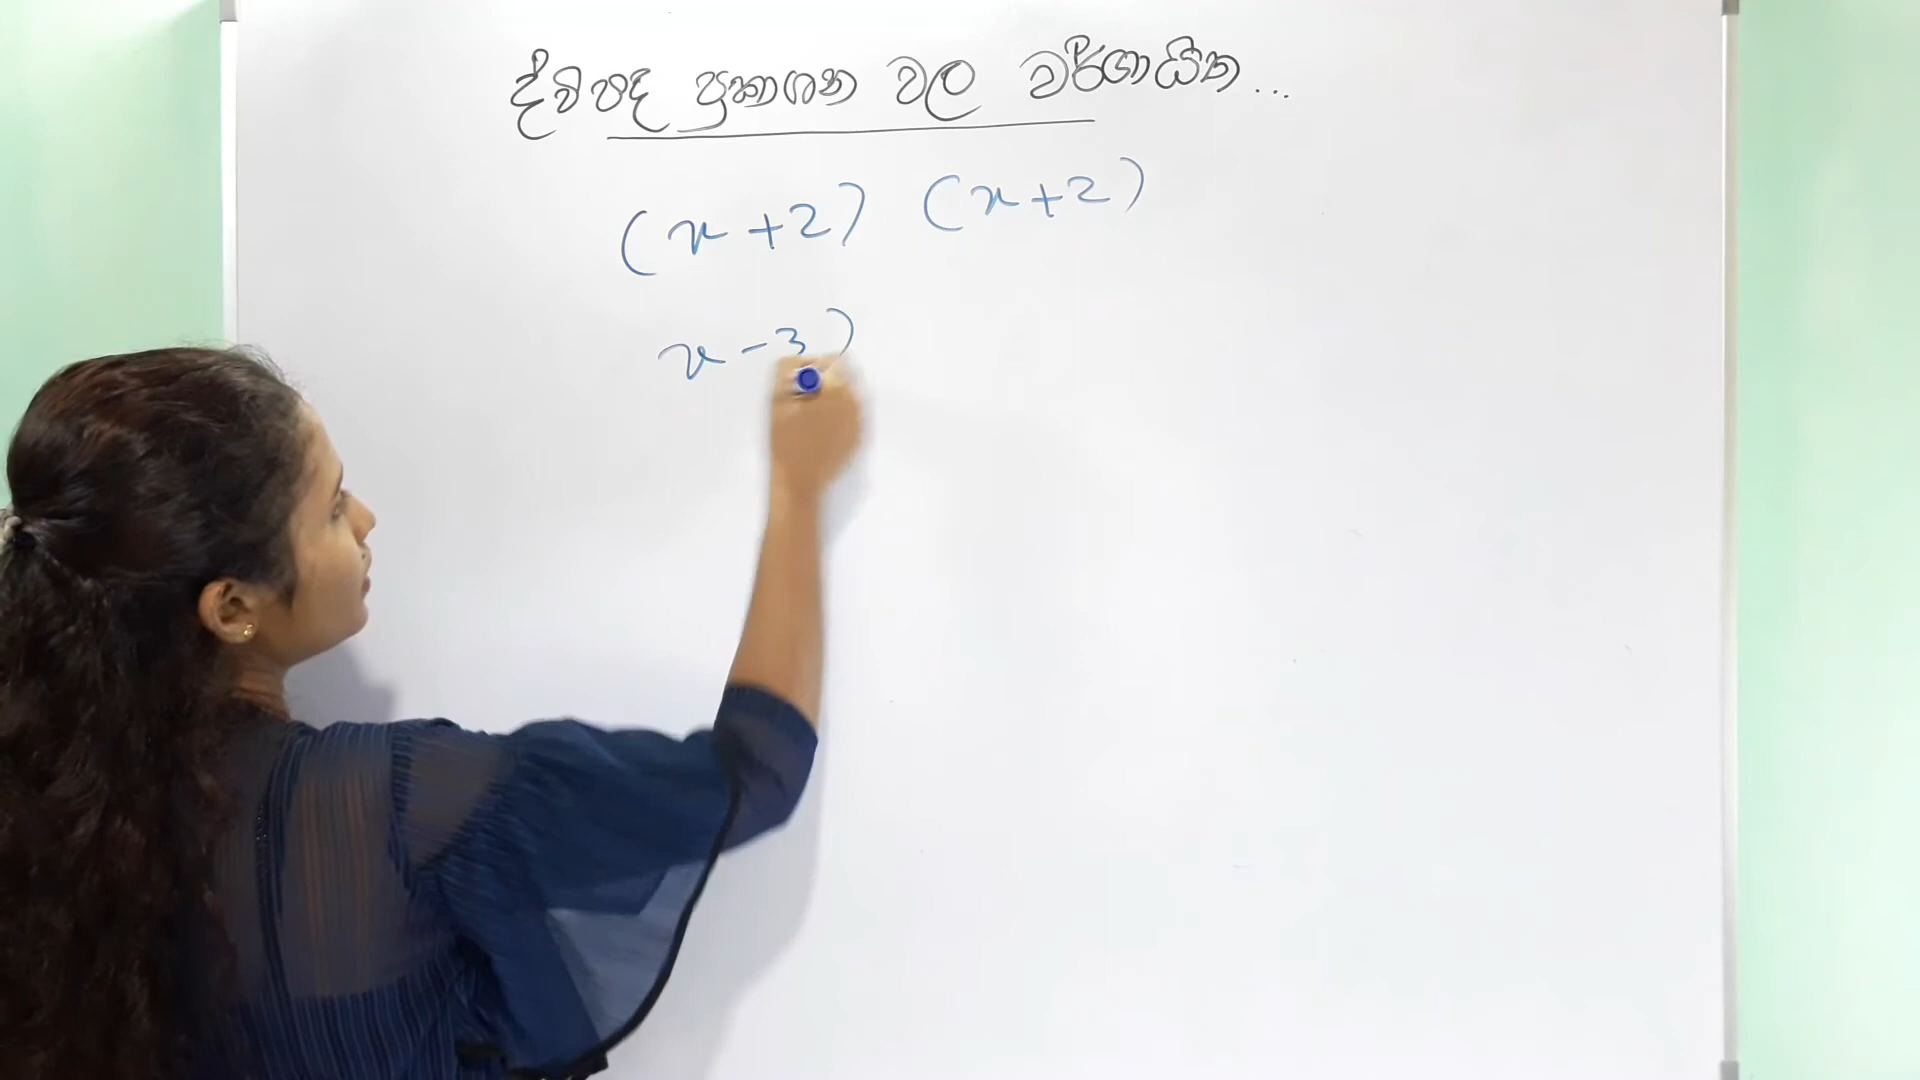 ද්විපද ප්‍රකාශන වල වර්ගායිත...
(x+2) (x+2)
x-3)